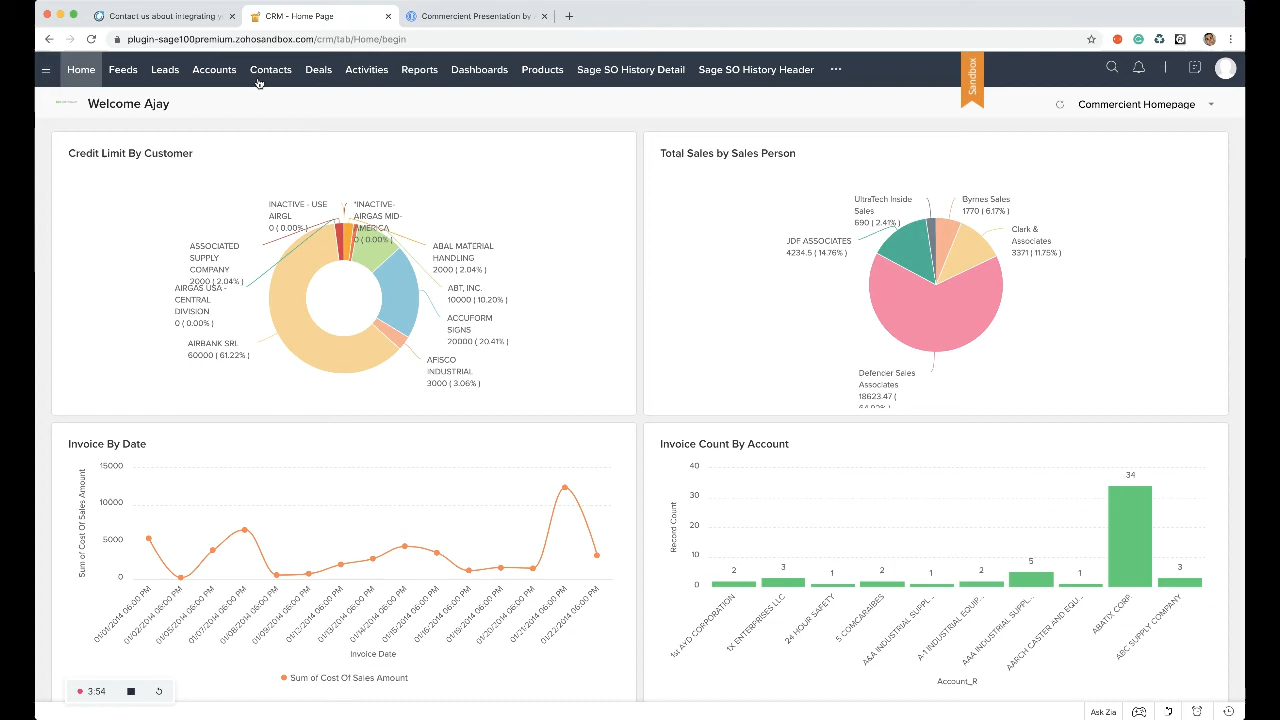 Contact us about integrating y
CRM - Home Page
Commercient Presentation by
plugin-sage100premium.zohosandbox.com/crm/tab/Home/begin
Home Feeds Leads Accounts Contacts Deals Activities Reports Dashboards Products Sage SO History Detail Sage SO History Header ...
Sandbox
Welcome Ajay
Commercient Homepage
Credit Limit By Customer
INACTIVE - USE
AIRGL
0 ( 0.00% )
*INACTIVE-
AIRGAS MID-
AMERICA
0 ( 0.00% )
ASSOCIATED
SUPPLY
COMPANY
2000 ( 2.04% )
ABAL MATERIAL
HANDLING
2000 ( 2.04% )
AIRGAS USA -
CENTRAL
DIVISION
0 ( 0.00% )
ABT, INC.
10000 ( 10.20% )
ACCUFORM
SIGNS
20000 ( 20.41% )
AIRBANK SRL
60000 ( 61.22% )
AFISCO
INDUSTRIAL
3000 ( 3.06% )
Total Sales by Sales Person
UltraTech Inside
Sales
690 ( 2.41% )
Byrnes Sales
1770 ( 6.17% )
JDF ASSOCIATES
4234.5 ( 14.76% )
Clark &
Associates
3371 ( 11.75% )
Defender Sales
Associates
18623.47 (
Invoice By Date
Sum of Cost Of Sales Amount
15000
10000
5000
0
01/01/2014 06:00 PM
01/02/2014 06:00 PM
01/05/2014 06:00 PM
01/07/2014 06:00 PM
01/08/2014 06:00 PM
01/09/2014 06:00 PM
01/12/2014 06:00 PM
01/13/2014 06:00 PM
01/14/2014 06:00 PM
01/15/2014 06:00 PM
01/16/2014 06:00 PM
01/19/2014 06:00 PM
01/20/2014 06:00 PM
01/21/2014 06:00 PM
01/22/2014 06:00 PM
Invoice Date
Sum of Cost Of Sales Amount
Invoice Count By Account
Record Count
40
30
20
10
0
2
3
1
2
1
2
5
1
34
3
1st AYD CORPORATION
1X ENTERPRISES LLC
24 HOUR SAFETY
5 COMCARABES
A&A INDUSTRIAL SUPPL...
A-1 INDUSTRIAL EQUIP...
AAA INDUSTRIAL SUPPL...
AARCH CASTER AND EQU...
ABATIX CORP.
ABC SUPPLY COMPANY
Account_R
3:54
Ask Zia